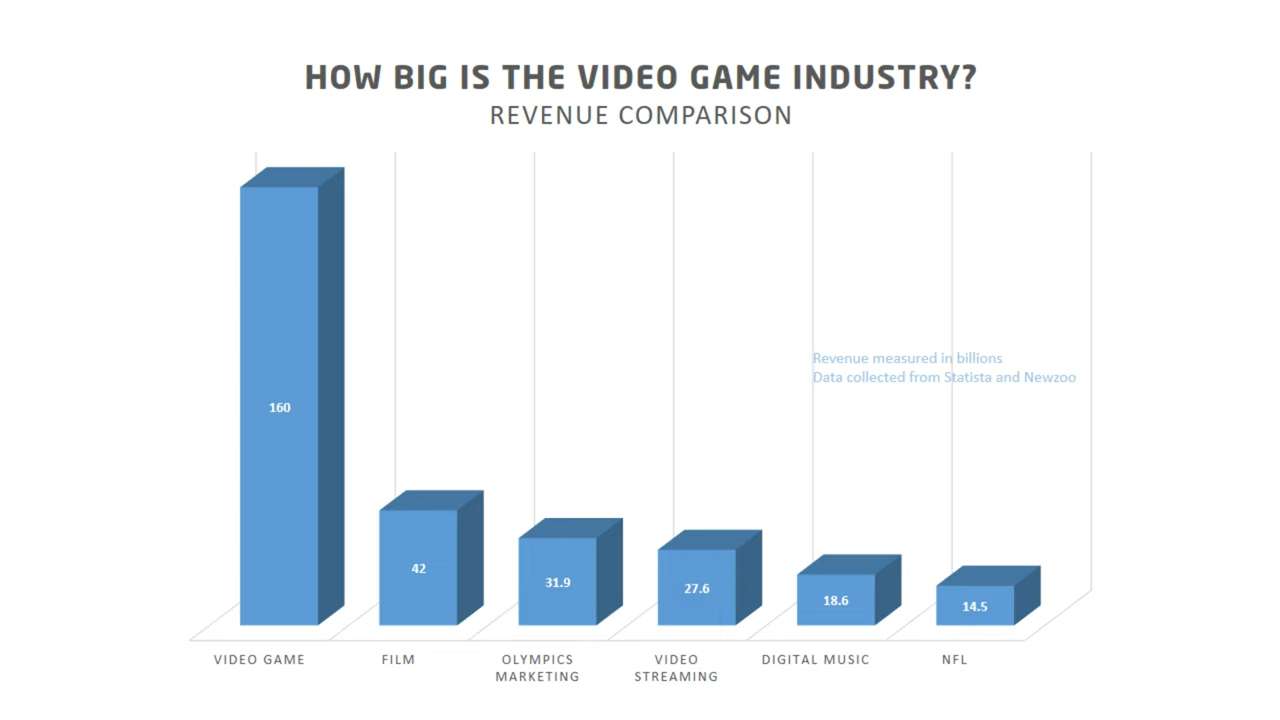 HOW BIG IS THE VIDEO GAME INDUSTRY?
REVENUE COMPARISON
Revenue measured in billions
Data collected from Statista and Newzoo
160
42
31.9
27.6
18.6
14.5
VIDEO GAME
FILM
OLYMPICS
MARKETING
VIDEO
STREAMING
DIGITAL MUSIC
NFL